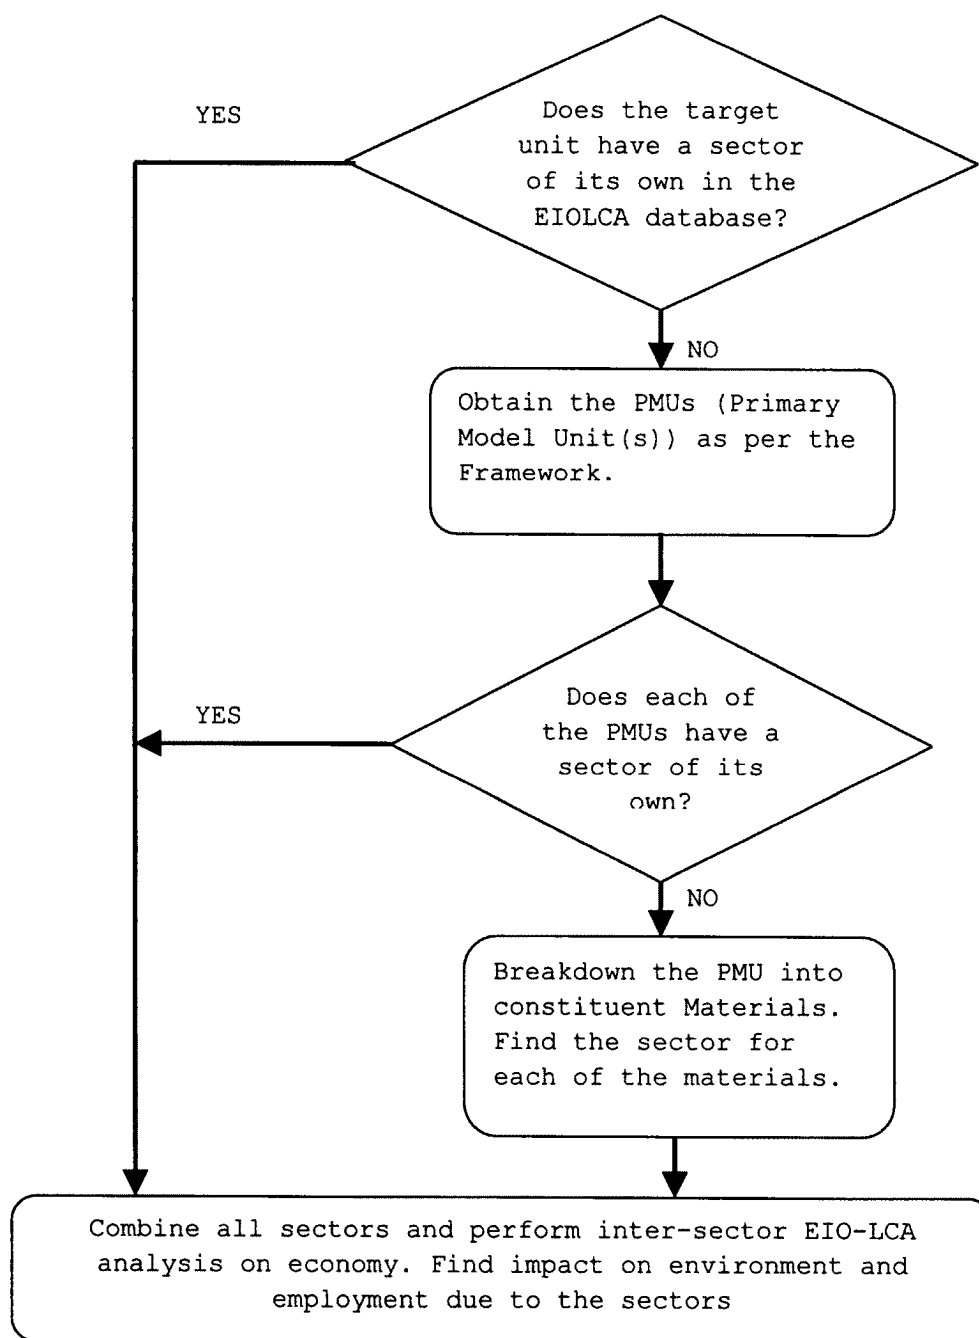 YES
Does the target
unit have a sector
of its own in the
EIOLCA database?
NO
Obtain the PMUs (Primary
Model Unit(s)) as per the
Framework.
YES
Does each of
the PMUs have a
sector of its
own?
NO
Breakdown the PMU into
constituent Materials.
Find the sector for
each of the materials.
Combine all sectors and perform inter-sector EIO-LCA
analysis on economy. Find impact on environment and
employment due to the sectors